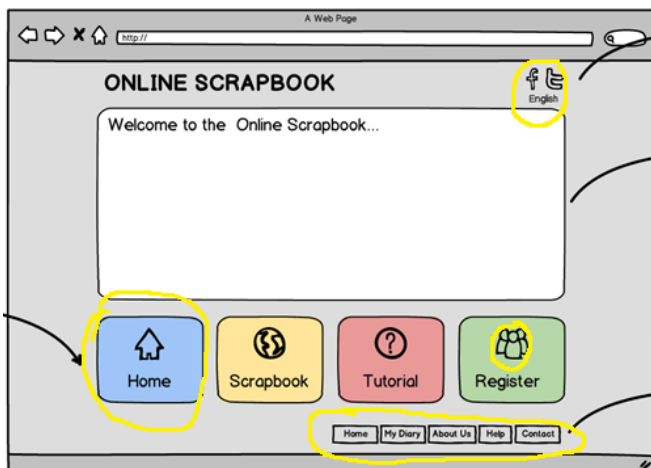 A Web Page
http://
ONLINE SCRAPBOOK
English
Welcome to the Online Scrapbook...
Home
Scrapbook
Tutorial
Register
Home
My Diary
About Us
Help
Contact